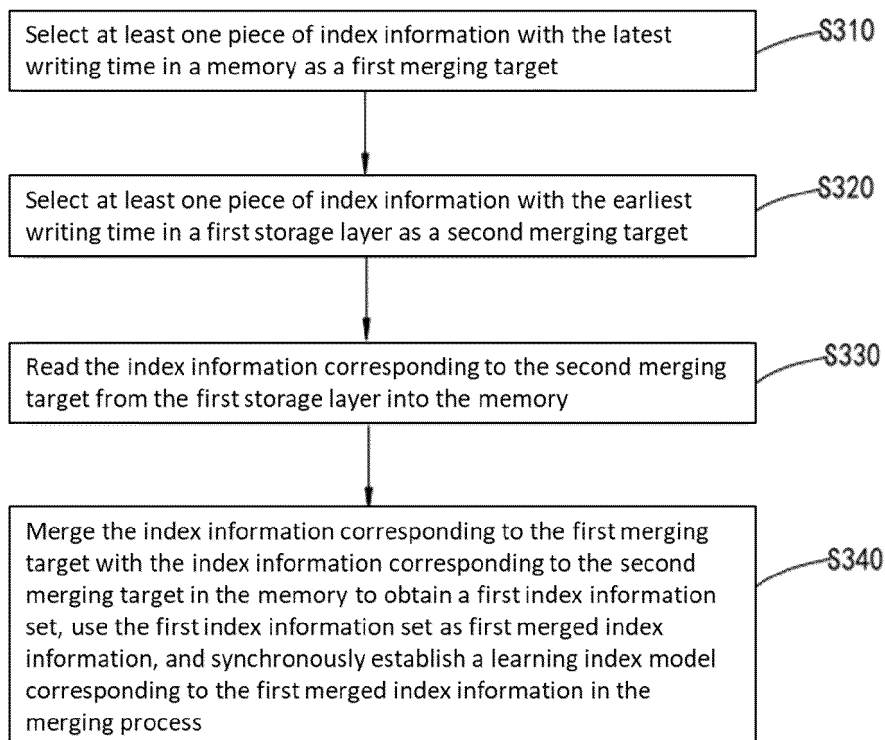 Select at least one piece of index information with the latest
writing time in a memory as a first merging target
S310
Select at least one piece of index information with the earliest
writing time in a first storage layer as a second merging target
S320
Read the index information corresponding to the second merging
target from the first storage layer into the memory
S330
Merge the index information corresponding to the first merging
target with the index information corresponding to the second
merging target in the memory to obtain a first index information
set, use the first index information set as first merged index
information, and synchronously establish a learning index model
corresponding to the first merged index information in the
merging process
S340